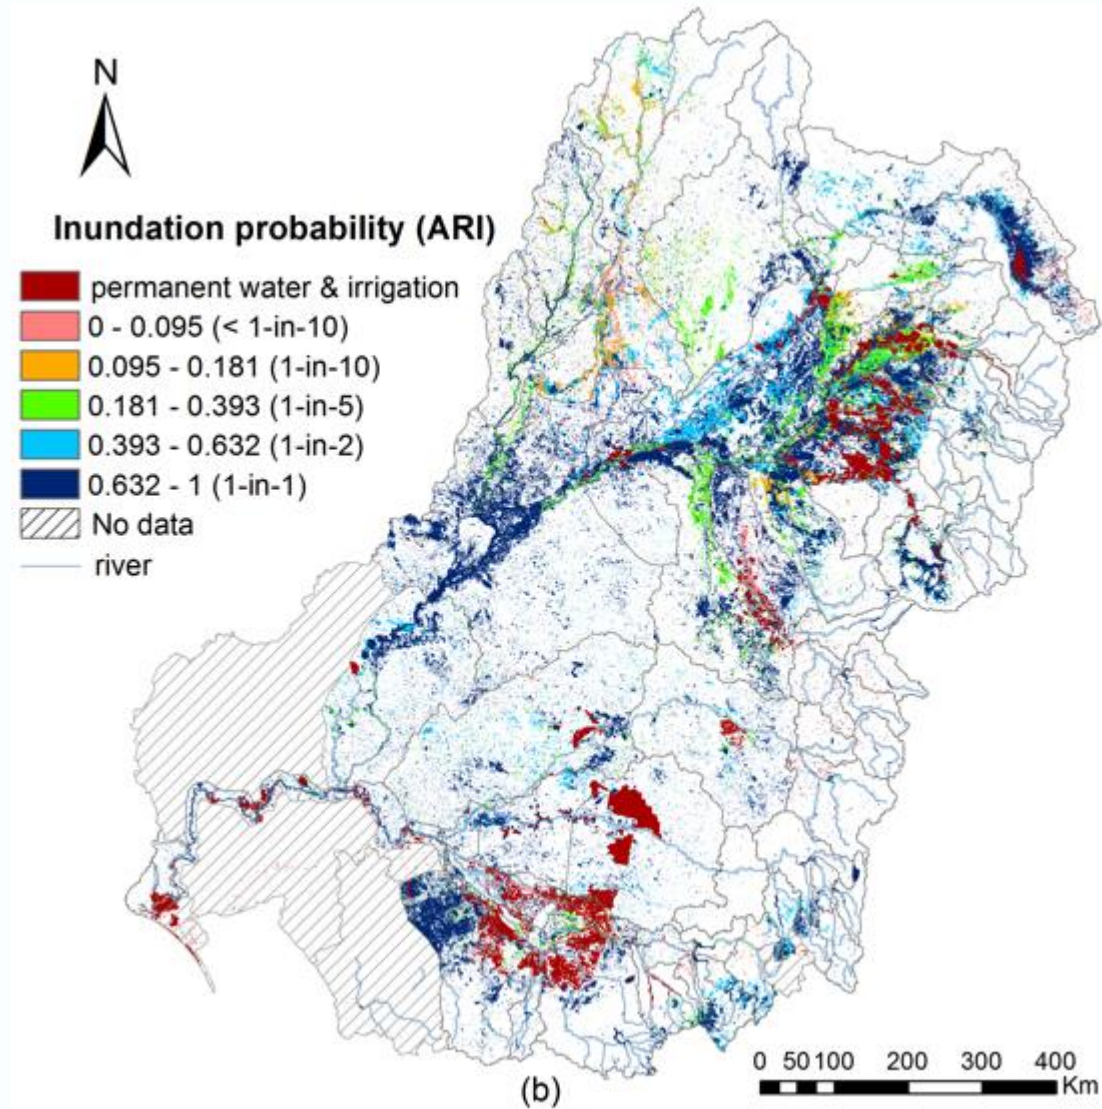 N
Inundation probability (ARI)
permanent water & irrigation
0 - 0.095 (< 1-in-10)
0.095 - 0.181 (1-in-10)
0.181 - 0.393 (1-in-5)
0.393 - 0.632 (1-in-2)
0.632 - 1 (1-in-1)
No data
river
0 50 100 200 300 400
Km
(b)